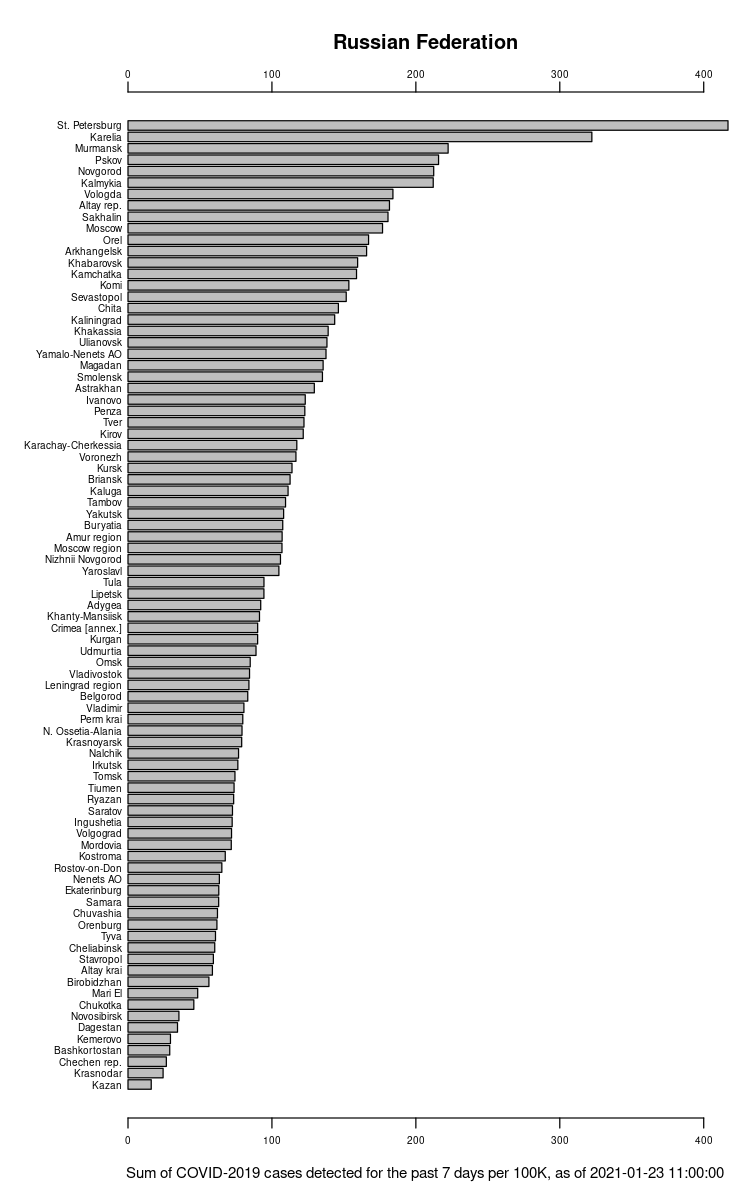 Russian Federation
0 100 200 300 400
St. Petersburg
Karelia
Murmansk
Pskov
Novgorod
Kalmykia
Vologda
Altay rep.
Sakhalin
Moscow
Orel
Arkhangelsk
Khabarovsk
Kamchatka
Komi
Sevastopol
Chita
Kaliningrad
Khakassia
Ulianovsk
Yamalo-Nenets AO
Magadan
Smolensk
Astrakhan
Ivanovo
Penza
Tver
Kirov
Karachay-Cherkessia
Voronezh
Kursk
Briansk
Kaluga
Tambov
Yakutsk
Buryatia
Amur region
Moscow region
Nizhnii Novgorod
Yaroslavl
Tula
Lipetsk
Adygea
Khanty-Mansiisk
Crimea [annex.]
Kurgan
Udmurtia
Omsk
Vladivostok
Leningrad region
Belgorod
Vladimir
Perm krai
N. Ossetia-Alania
Krasnoyarsk
Nalchik
Irkutsk
Tomsk
Tiumen
Ryazan
Saratov
Ingushetia
Volgograd
Mordovia
Kostroma
Rostov-on-Don
Nenets AO
Ekaterinburg
Samara
Chuvashia
Orenburg
Tyva
Cheliabinsk
Stavropol
Altay krai
Birobidzhan
Mari El
Chukotka
Novosibirsk
Dagestan
Kemerovo
Bashkortostan
Chechen rep.
Krasnodar
Kazan
0 100 200 300 400
Sum of COVID-2019 cases detected for the past 7 days per 100K, as of 2021-01-23 11:00:00